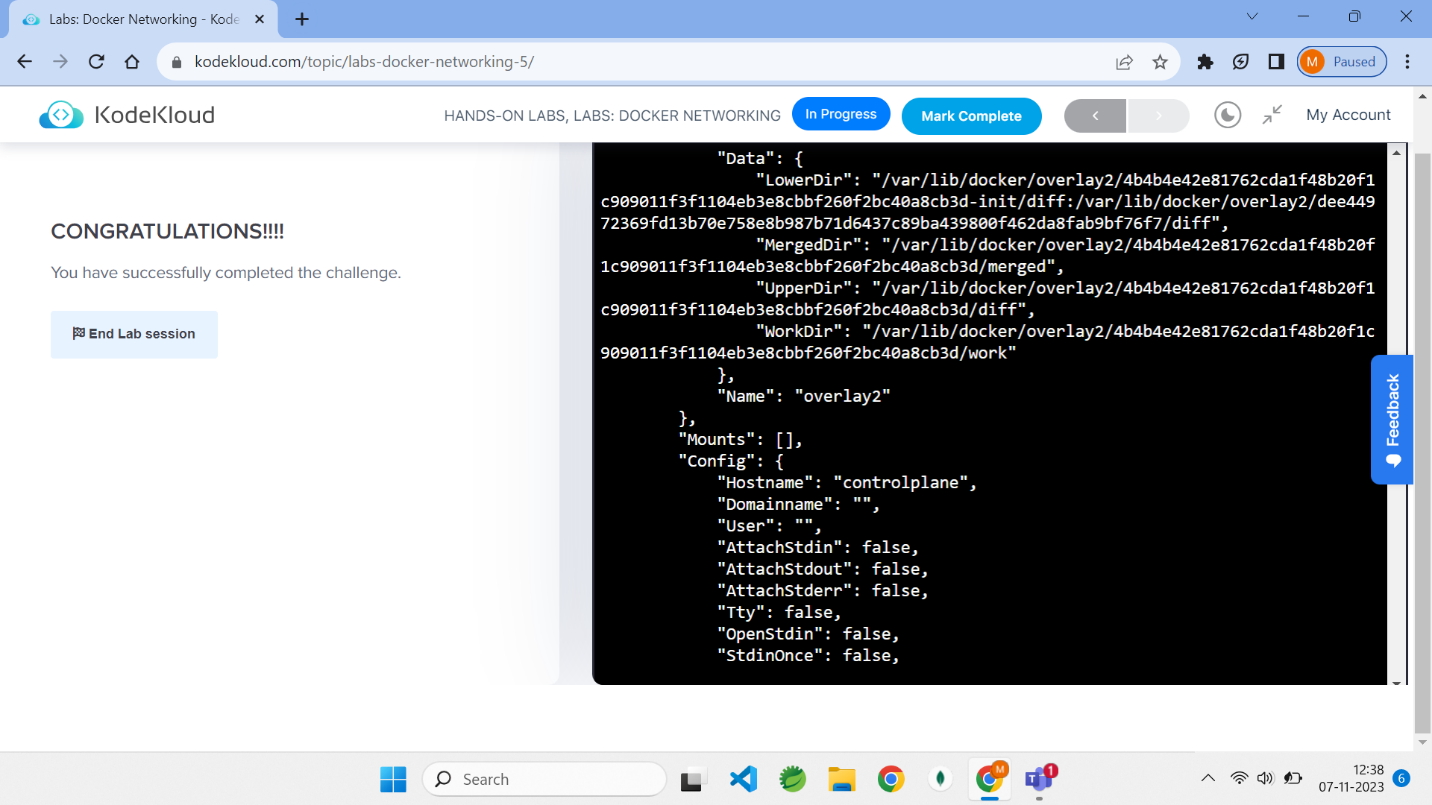 Labs: Docker Networking - Kode
kodekloud.com/topic/labs-docker-networking-5/
M Paused
KodeKloud
HANDS-ON LABS, LABS: DOCKER NETWORKING
In Progress
Mark Complete
My Account
CONGRATULATIONS!!!!
You have successfully completed the challenge.
End Lab session
"Data": {
"LowerDir": "/var/lib/docker/overlay2/4b4b4e42e81762cda1f48b20f1
c909011f3f1104eb3e8cbbf260f2bc40a8cb3d-init/diff:/var/lib/docker/overlay2/dee449
72369fd13b70e758e8b987b71d6437c89ba439800f462da8fab9bf76f7/diff",
"MergedDir": "/var/lib/docker/overlay2/4b4b4e42e81762cda1f48b20f
1c909011f3f1104eb3e8cbbf260f2bc40a8cb3d/merged",
"UpperDir": "/var/lib/docker/overlay2/4b4b4e42e81762cda1f48b20f1
c909011f3f1104eb3e8cbbf260f2bc40a8cb3d/diff",
"WorkDir": "/var/lib/docker/overlay2/4b4b4e42e81762cda1f48b20f1c
909011f3f1104eb3e8cbbf260f2bc40a8cb3d/work"
},
"Name": "overlay2"
},
"Mounts": [],
"Config": {
"Hostname": "controlplane",
"Domainname": "",
"User": "",
"AttachStdin": false,
"AttachStdout": false,
"AttachStderr": false,
"Tty": false,
"OpenStdin": false,
"StdinOnce": false,
Feedback
Search
M
T 1
12:38
07-11-2023
6